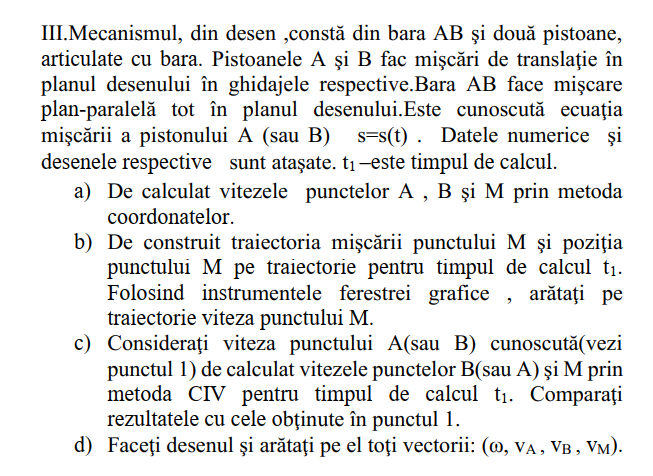 III.Mecanismul, din desen ,constă din bara AB şi două pistoane,
articulate cu bara. Pistoanele A şi B fac mişcări de translaţie în
planul desenului în ghidajele respective.Bara AB face mişcare
plan-paralelă tot în planul desenului.Este cunoscută ecuaţia
mişcării a pistonului A (sau B) s=s(t) . Datele numerice şi
desenele respective sunt ataşate. t₁ –este timpul de calcul.
a) De calculat vitezele punctelor A , B şi M prin metoda
coordonatelor.
b) De construit traiectoria mişcării punctului M şi poziţia
punctului M pe traiectorie pentru timpul de calcul t₁.
Folosind instrumentele ferestrei grafice , arătaţi pe
traiectorie viteza punctului M.
c) Consideraţi viteza punctului A(sau B) cunoscută(vezi
punctul 1) de calculat vitezele punctelor B(sau A) şi M prin
metoda CIV pentru timpul de calcul t₁. Comparaţi
rezultatele cu cele obţinute în punctul 1.
d) Faceţi desenul şi arătaţi pe el toţi vectorii: (ω, vA , vB , vM).